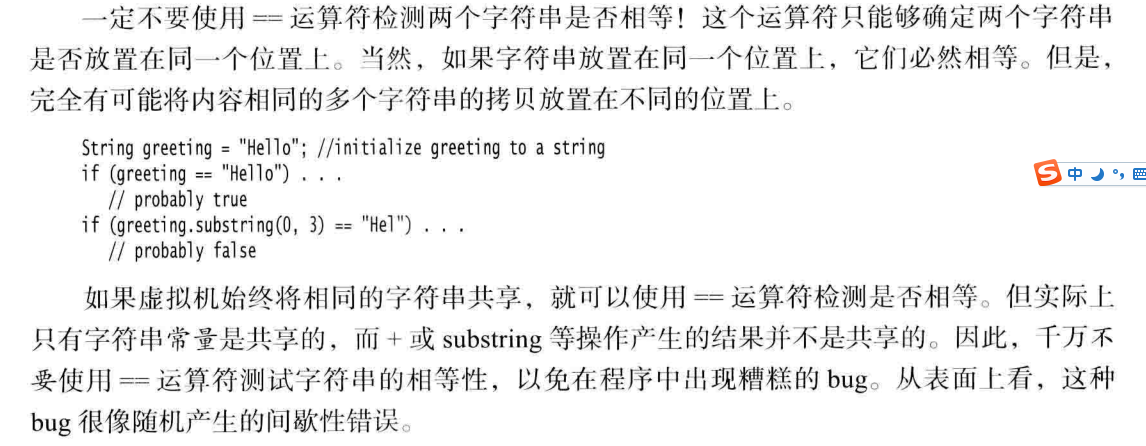 一定不要使用 == 运算符检测两个字符串是否相等！这个运算符只能够确定两个字符串
是否放置在同一个位置上。当然，如果字符串放置在同一个位置上，它们必然相等。但是，
完全有可能将内容相同的多个字符串的拷贝放置在不同的位置上。
String greeting = "Hello"; //initialize greeting to a string
if (greeting == "Hello") . . .
// probably true
if (greeting.substring(0, 3) == "Hel") . . .
// probably false
如果虚拟机始终将相同的字符串共享，就可以使用 == 运算符检测是否相等。但实际上
只有字符串常量是共享的，而 + 或 substring 等操作产生的结果并不是共享的。因此，千万不
要使用 == 运算符测试字符串的相等性，以免在程序中出现糟糕的 bug。从表面上看，这种
bug 很像随机产生的间歇性错误。
S 中